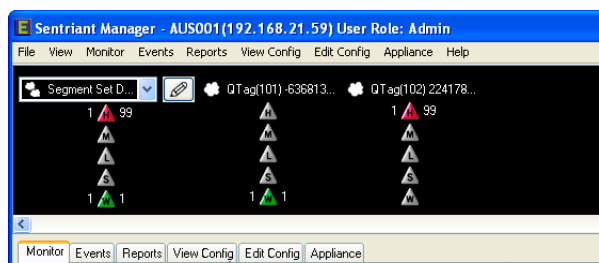 E Sentriant Manager - AUS001(192.168.21.59) User Role: Admin
File View Monitor Events Reports View Config Edit Config Appliance Help
Segment Set D... QTag(101) -636813... QTag(102) 224178...
1 H 99 H 1 H 99
M M M
L L L
S S S
1 W 1 1 W 1 W
Monitor Events Reports View Config Edit Config Appliance